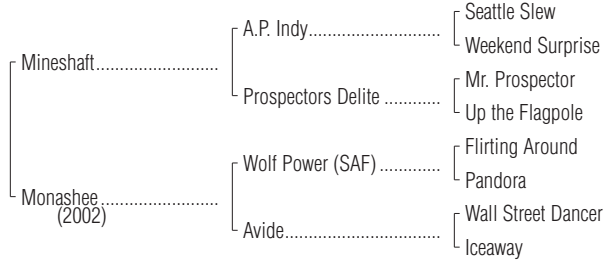 Seattle Slew
A.P. Indy
Weekend Surprise
Mineshaft
Mr. Prospector
Prospectors Delite
Up the Flagpole
Flirting Around
Wolf Power (SAF)
Pandora
Monashee
(2002)
Wall Street Dancer
Avide
Iceaway